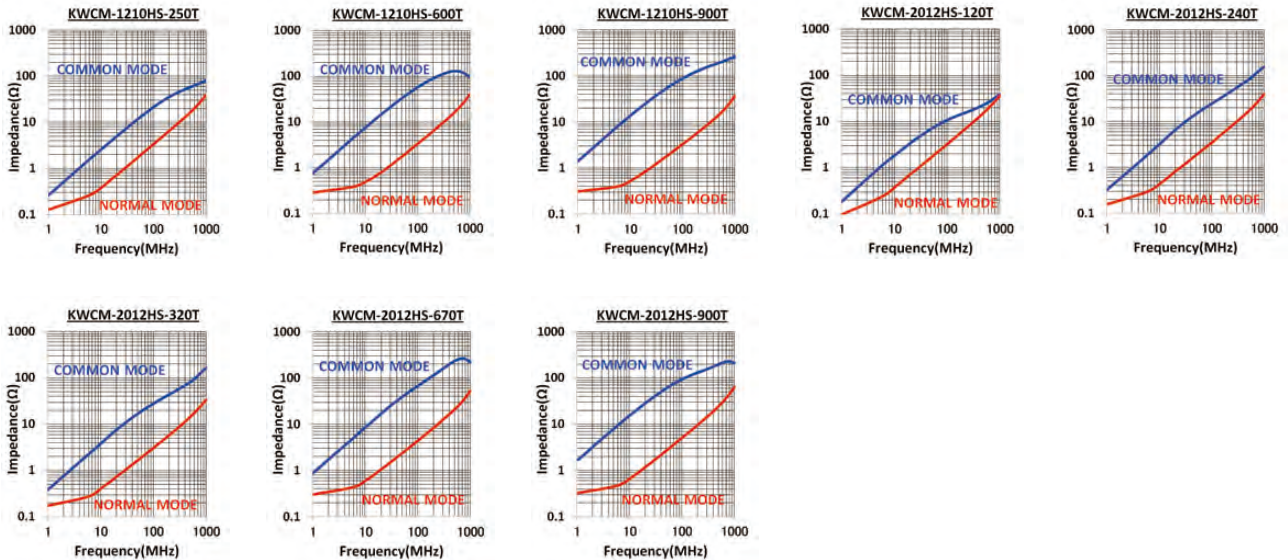 KWCM-1210HS-250T
Impedance(Ω)
1000
100
10
1
0.1
COMMON MODE
NORMAL MODE
1 10 100 1000
Frequency(MHz)
KWCM-1210HS-600T
Impedance(Ω)
1000
100
10
1
0.1
COMMON MODE
NORMAL MODE
1 10 100 1000
Frequency(MHz)
KWCM-1210HS-900T
Impedance(Ω)
1000
100
10
1
0.1
COMMON MODE
NORMAL MODE
1 10 100 1000
Frequency(MHz)
KWCM-2012HS-120T
Impedance(Ω)
1000
100
10
1
0.1
COMMON MODE
NORMAL MODE
1 10 100 1000
Frequency(MHz)
KWCM-2012HS-240T
Impedance(Ω)
1000
100
10
1
0.1
COMMON MODE
NORMAL MODE
1 10 100 1000
Frequency(MHz)
KWCM-2012HS-320T
Impedance(Ω)
1000
100
10
1
0.1
COMMON MODE
NORMAL MODE
1 10 100 1000
Frequency(MHz)
KWCM-2012HS-670T
Impedance(Ω)
1000
100
10
1
0.1
COMMON MODE
NORMAL MODE
1 10 100 1000
Frequency(MHz)
KWCM-2012HS-900T
Impedance(Ω)
1000
100
10
1
0.1
COMMON MODE
NORMAL MODE
1 10 100 1000
Frequency(MHz)